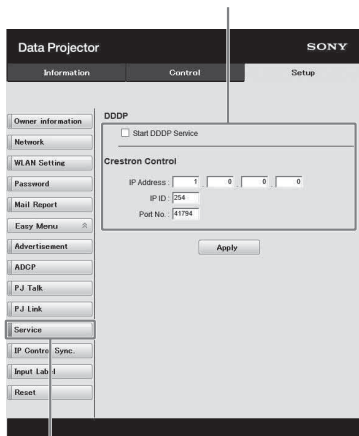 Data Projector
SONY
Information
Control
Setup
Owner information
Network
WLAN Setting
Password
Mail Report
Easy Menu
Advertisement
ADCP
PJ Talk
PJ Link
Service
IP Control Sync.
Input Label
Reset
DDDP
Start DDDP Service
Crestron Control
IP Address : 1 . 0 . 0 . 0
IP ID : 254
Port No. : 41794
Apply